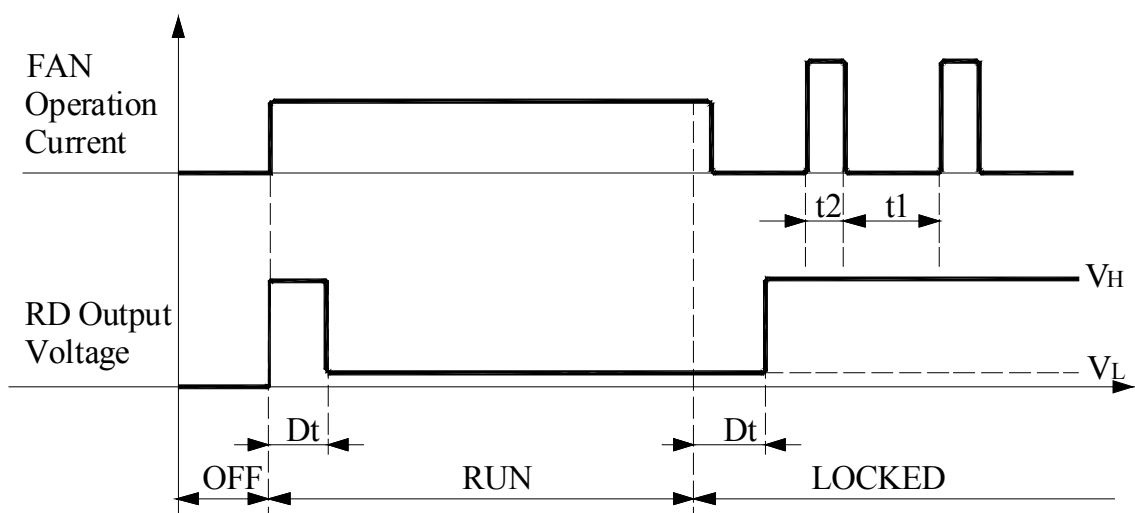 FAN
Operation
Current
t2
t1
RD Output
Voltage
VH
VL
Dt
Dt
OFF
RUN
LOCKED